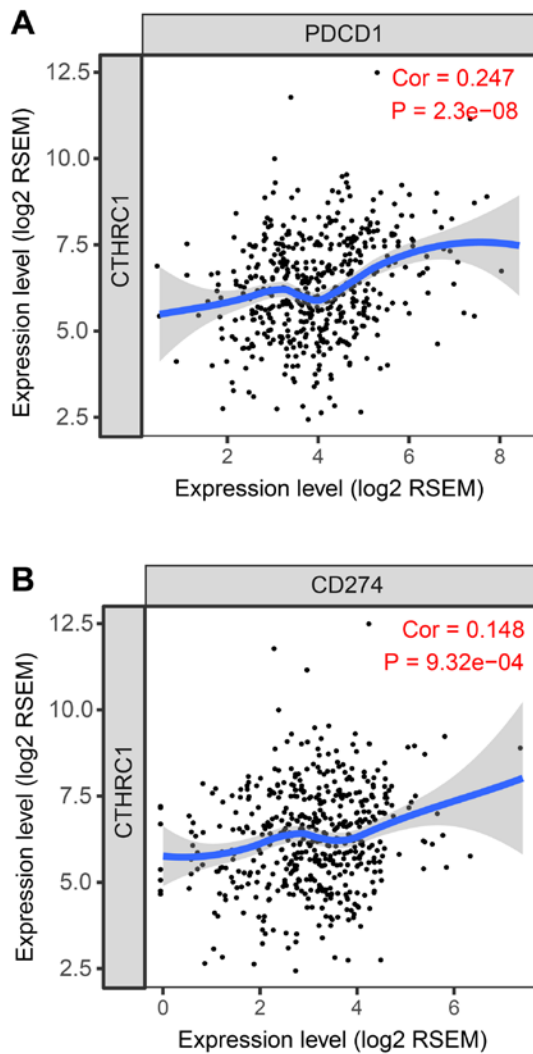 A
PDCD1
Cor = 0.247
P = 2.3e-08
CTHRC1
Expression level (log2 RSEM)
12.5
10.0
7.5
5.0
2.5
2 4 6 8
Expression level (log2 RSEM)
B
CD274
Cor = 0.148
P = 9.32e-04
CTHRC1
Expression level (log2 RSEM)
12.5
10.0
7.5
5.0
2.5
0 2 4 6
Expression level (log2 RSEM)